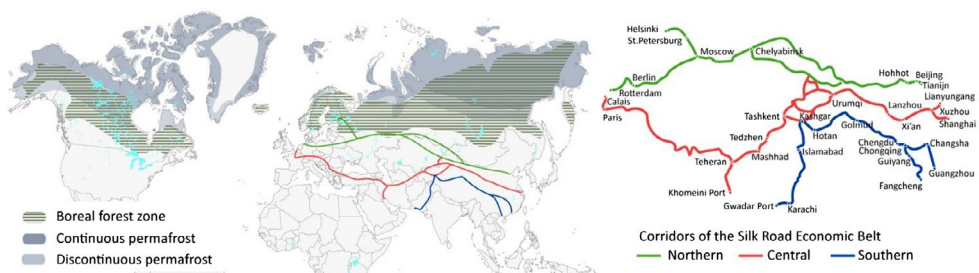 Boreal forest zone
Continuous permafrost
Discontinuous permafrost
Helsinki
St.Petersburg
Moscow
Chelyabinsk
Berlin
Rotterdam
Calais
Paris
Hohhot
Beijing
Tianijn
Urumqi
Lanzhou
Lianyungang
Xuzhou
Shanghai
Xi'an
Tashkent
Kashgar
Golmud
Hotan
Tedzhen
Mashhad
Islamabad
Chengdu
Chongqing
Guiyang
Changsha
Guangzhou
Fangcheng
Teheran
Khomeini Port
Gwadar Port
Karachi
Corridors of the Silk Road Economic Belt
Northern
Central
Southern